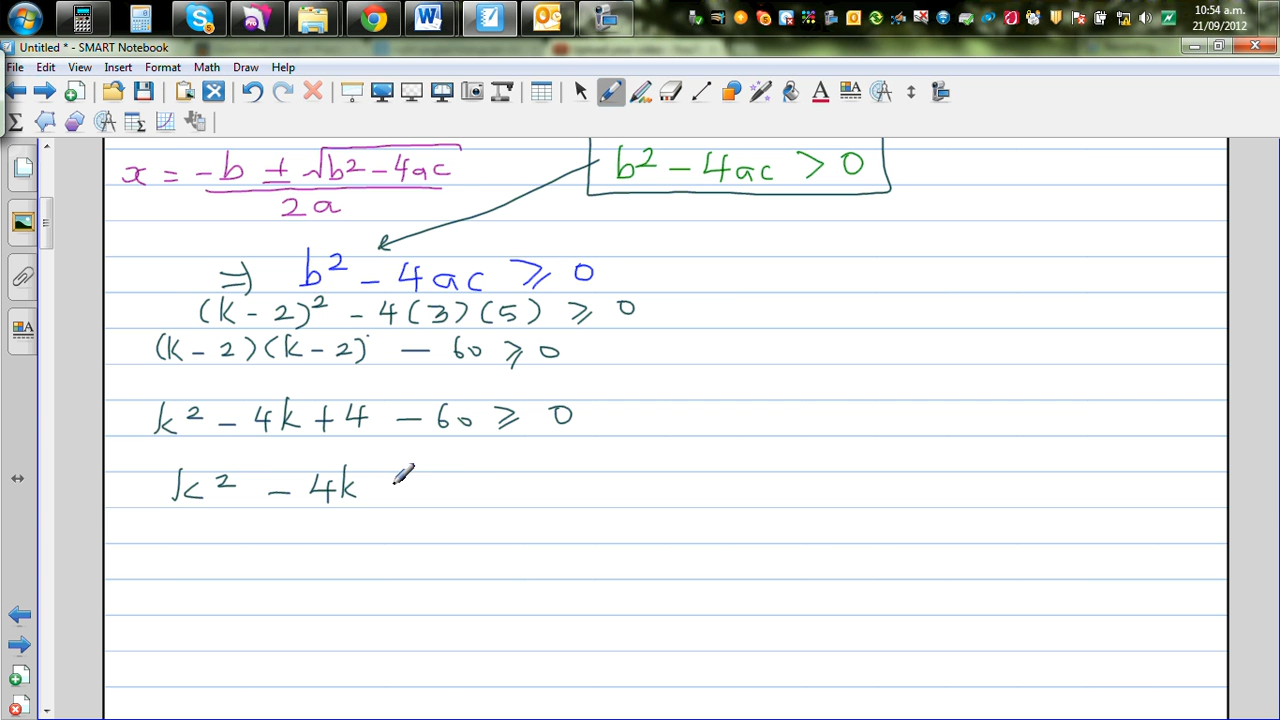 10:54 a.m.
21/09/2012
Untitled * - SMART Notebook
File Edit View Insert Format Math Draw Help
x = -b ± √b² - 4ac
2a
b² - 4ac > 0
⇒ b² - 4ac ⩾ 0
(k - 2)² - 4(3)(5) ⩾ 0
(k - 2)(k - 2) - 60 ⩾ 0
k² - 4k + 4 - 60 ⩾ 0
k² - 4k